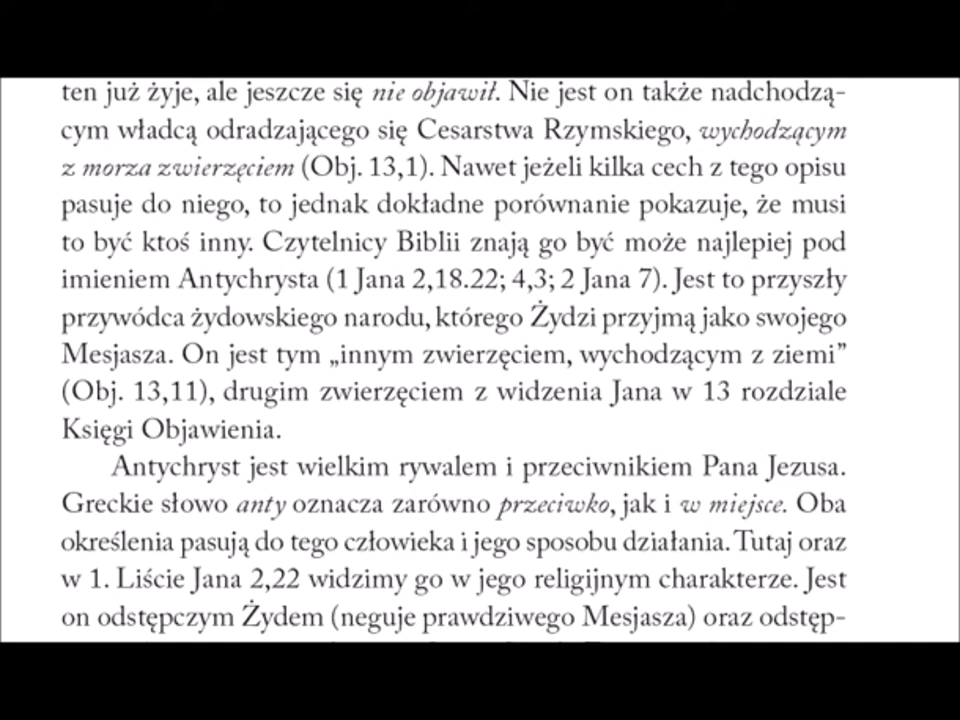 ten już żyje, ale jeszcze się nie objawił. Nie jest on także nadchodzą-
cym władcą odradzającego się Cesarstwa Rzymskiego, wychodzącym
z morza zwierzęciem (Obj. 13,1). Nawet jeżeli kilka cech z tego opisu
pasuje do niego, to jednak dokładne porównanie pokazuje, że musi
to być ktoś inny. Czytelnicy Biblii znają go być może najlepiej pod
imieniem Antychrysta (1 Jana 2,18.22; 4,3; 2 Jana 7). Jest to przyszły
przywódca żydowskiego narodu, którego Żydzi przyjmą jako swojego
Mesjasza. On jest tym „innym zwierzęciem, wychodzącym z ziemi”
(Obj. 13,11), drugim zwierzęciem z widzenia Jana w 13 rozdziale
Księgi Objawienia.
Antychryst jest wielkim rywalem i przeciwnikiem Pana Jezusa.
Greckie słowo anty oznacza zarówno przeciwko, jak i w miejsce. Oba
określenia pasują do tego człowieka i jego sposobu działania. Tutaj oraz
w 1. Liście Jana 2,22 widzimy go w jego religijnym charakterze. Jest
on odstępczym Żydem (neguje prawdziwego Mesjasza) oraz odstęp-